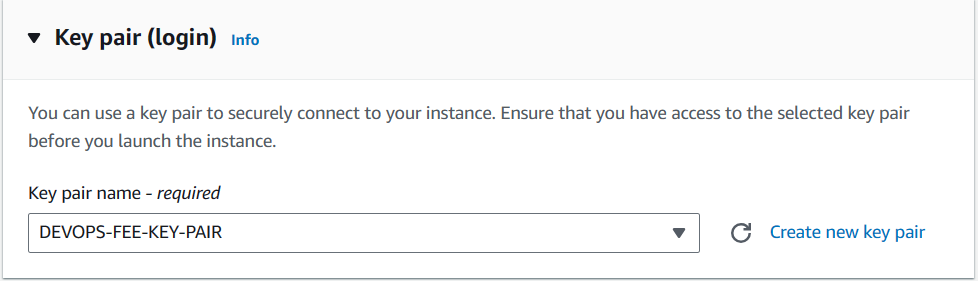 Key pair (login) Info
You can use a key pair to securely connect to your instance. Ensure that you have access to the selected key pair
before you launch the instance.
Key pair name - required
DEVOPS-FEE-KEY-PAIR
Create new key pair